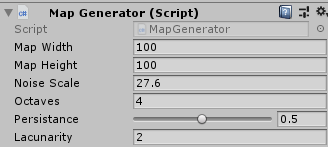 Map Generator (Script)
Script MapGenerator
Map Width 100
Map Height 100
Noise Scale 27.6
Octaves 4
Persistance 0.5
Lacunarity 2